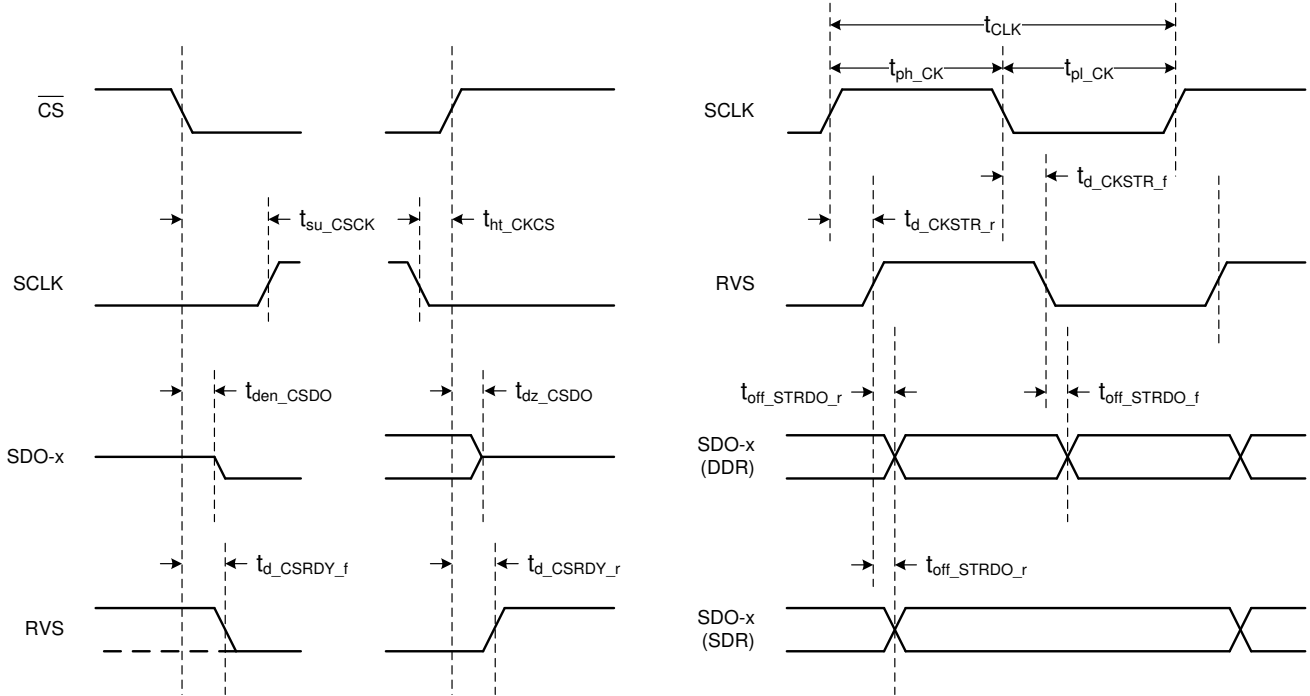 CS
t_su_CSCK
t_ht_CKCS
SCLK
t_den_CSDO
t_dz_CSDO
SDO-x
t_d_CSRDY_f
t_d_CSRDY_r
RVS
t_CLK
t_ph_CK
t_pl_CK
SCLK
t_d_CKSTR_f
t_d_CKSTR_r
RVS
t_off_STRDO_r
t_off_STRDO_f
SDO-x
(DDR)
t_off_STRDO_r
SDO-x
(SDR)